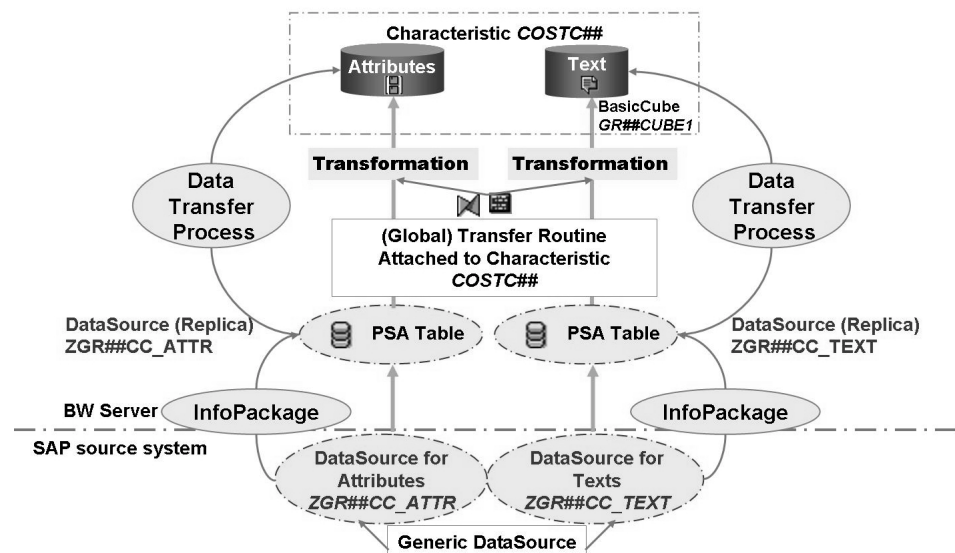 Characteristic COSTC##
Attributes
Text
BasicCube
GR##CUBE1
Transformation
Transformation
Data
Transfer
Process
Data
Transfer
Process
(Global) Transfer Routine
Attached to Characteristic
COSTC##
DataSource (Replica)
ZGR##CC_ATTR
PSA Table
PSA Table
DataSource (Replica)
ZGR##CC_TEXT
BW Server
InfoPackage
InfoPackage
SAP source system
DataSource for
Attributes
ZGR##CC_ATTR
DataSource for
Texts
ZGR##CC_TEXT
Generic DataSource